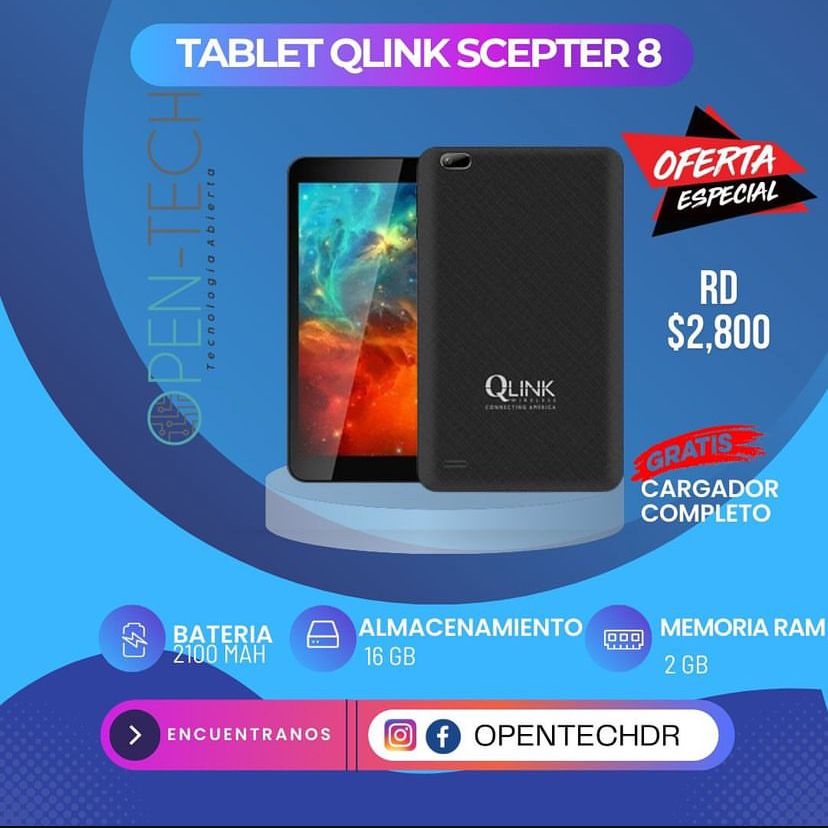 TABLET QLINK SCEPTER 8
OPEN-TECH
Tecnología Abierta
OFERTA
ESPECIAL
RD
$2,800
QLINK
WIRELESS
CONNECTING AMERICA
GRATIS
CARGADOR
COMPLETO
BATERIA
2100 MAH
ALMACENAMIENTO
16 GB
MEMORIA RAM
2 GB
ENCUENTRANOS
OPENTECHDR